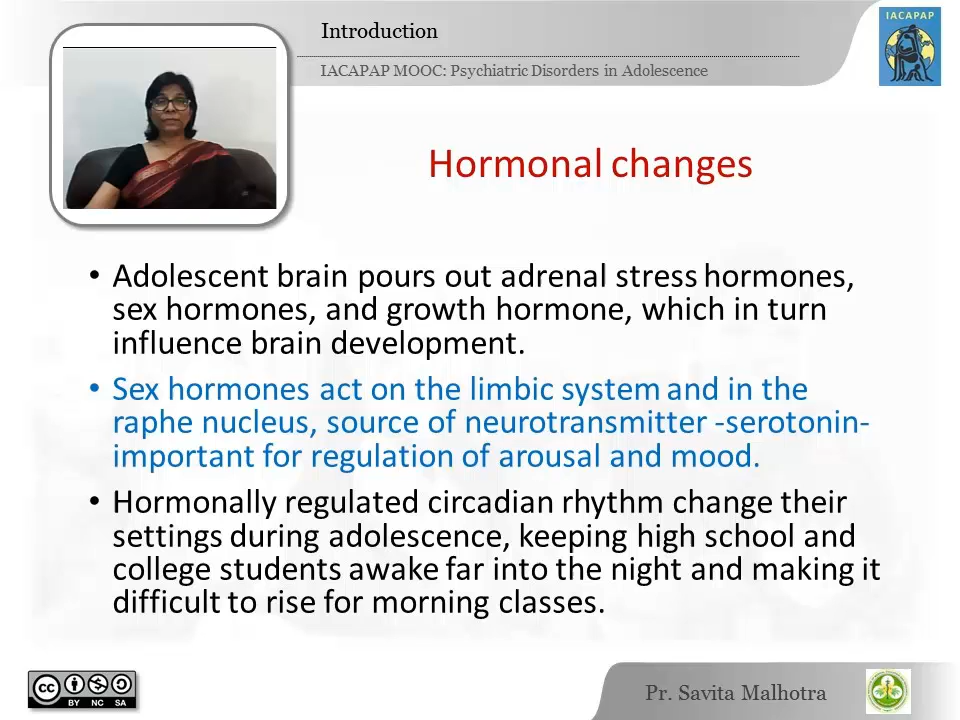 Introduction
IACAPAP MOOC: Psychiatric Disorders in Adolescence
IACAPAP
Hormonal changes
• Adolescent brain pours out adrenal stress hormones,
sex hormones, and growth hormone, which in turn
influence brain development.
• Sex hormones act on the limbic system and in the
raphe nucleus, source of neurotransmitter -serotonin-
important for regulation of arousal and mood.
• Hormonally regulated circadian rhythm change their
settings during adolescence, keeping high school and
college students awake far into the night and making it
difficult to rise for morning classes.
cc
BY NC SA
Pr. Savita Malhotra